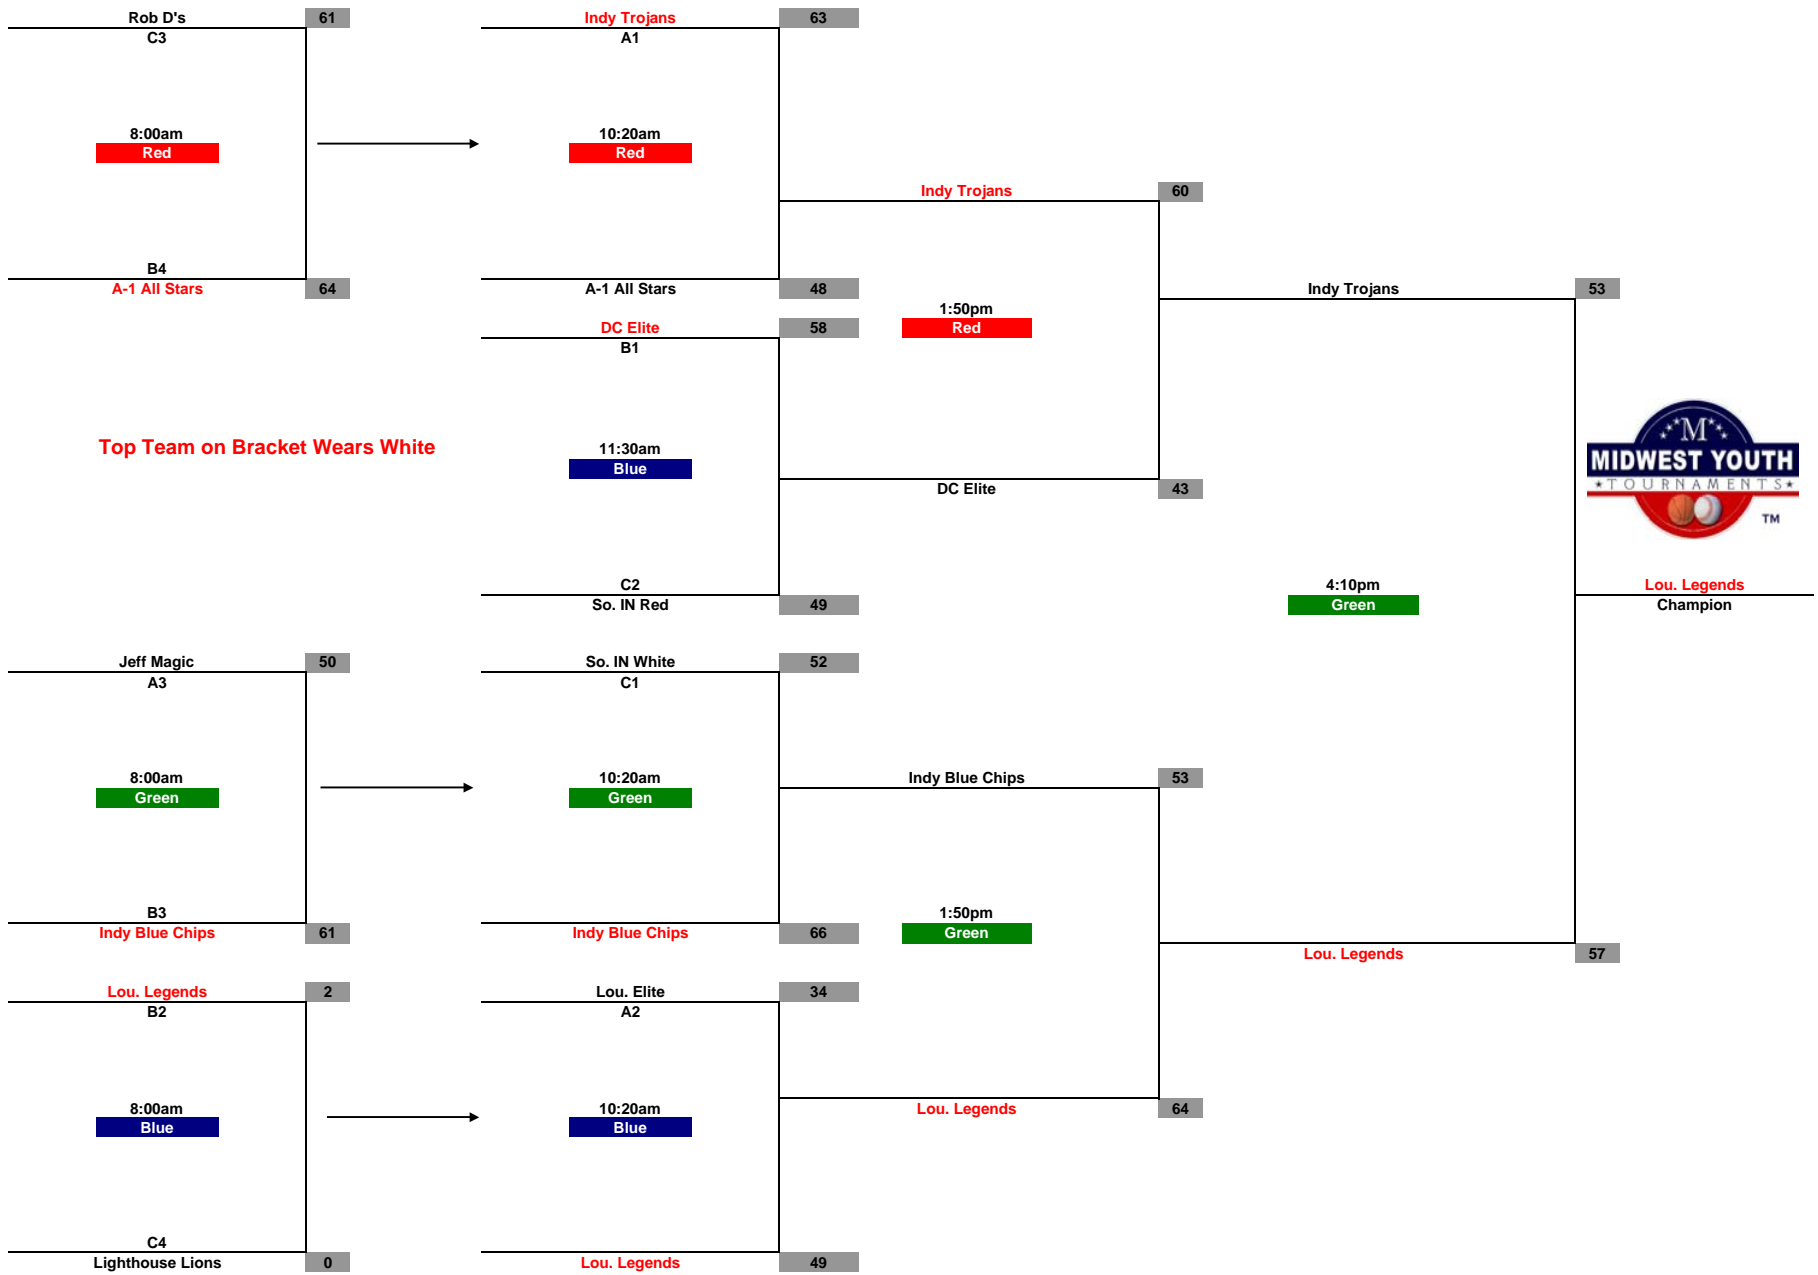 Rob D's 61
C3
8:00am
Red
B4
A-1 All Stars 64
Indy Trojans 63
A1
10:20am
Red
A-1 All Stars 48
DC Elite 58
B1
11:30am
Blue
C2
So. IN Red 49
Top Team on Bracket Wears White
Jeff Magic 50
A3
8:00am
Green
B3
Indy Blue Chips 61
So. IN White 52
C1
10:20am
Green
Indy Blue Chips 66
Lou. Legends 2
B2
8:00am
Blue
C4
Lighthouse Lions 0
Lou. Elite 34
A2
10:20am
Blue
Lou. Legends 49
Indy Trojans 60
1:50pm
Red
DC Elite 43
Indy Blue Chips 53
1:50pm
Green
Lou. Legends 64
Indy Trojans 53
4:10pm
Green
Lou. Legends 57
M
MIDWEST YOUTH
TOURNAMENTS
TM
Lou. Legends
Champion